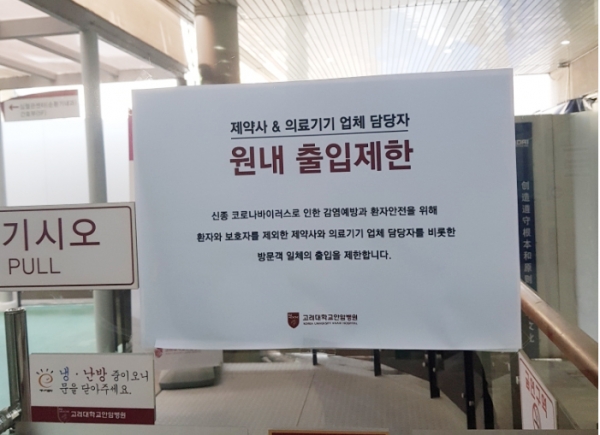 제약사 & 의료기기 업체 담당자
원내 출입제한
신종 코로나바이러스로 인한 감염예방과 환자안전을 위해
환자와 보호자를 제외한 제약사와 의료기기 업체 담당자를 비롯한
방문객 일체의 출입을 제한합니다.
고려대학교안암병원
KOREA UNIVERSITY ANAM HOSPITAL
기시오
PULL
냉·난방 중이오니
문을 닫아주세요.
고려대학교안암병원